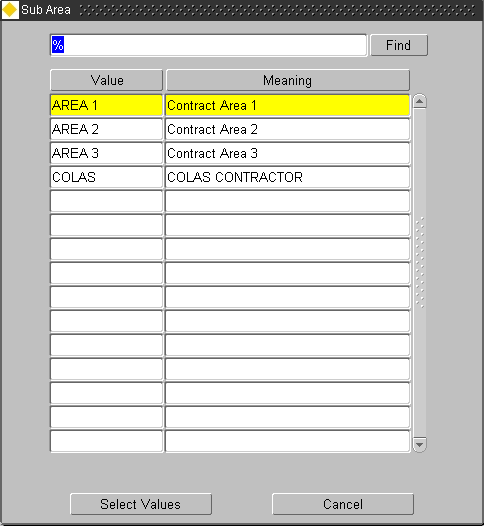 Sub Area
% Find
Value Meaning
AREA 1 Contract Area 1
AREA 2 Contract Area 2
AREA 3 Contract Area 3
COLAS COLAS CONTRACTOR
Select Values Cancel